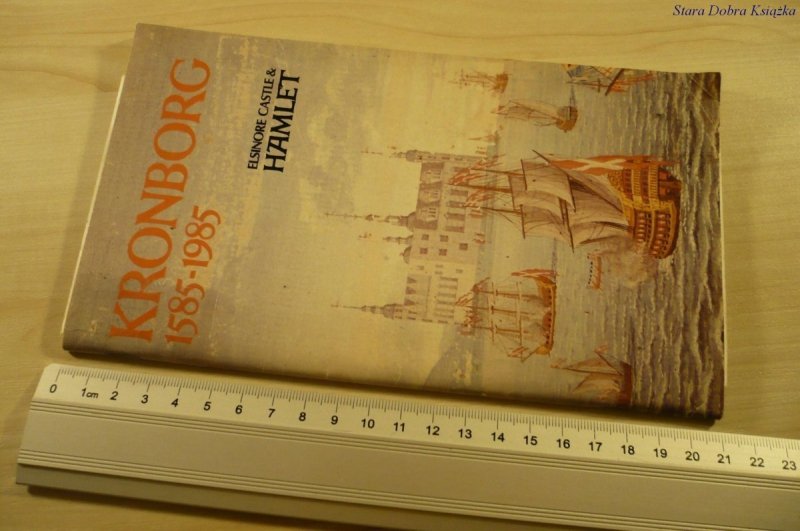 Stara Dobra Książka
KRONBORG
1585-1985
ELSINORE CASTLE &
HAMLET
0 1cm 2 3 4 5 6 7 8 9 10 11 12 13 14 15 16 17 18 19 20 21 22 23